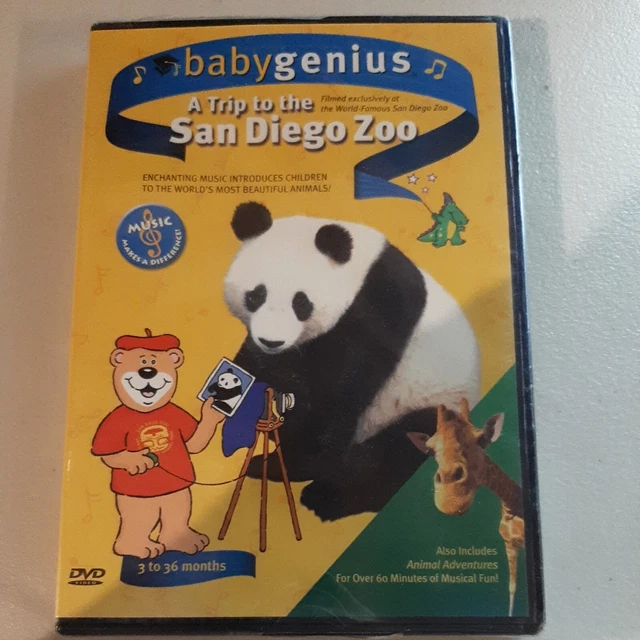 babygenius
A Trip to the
Filmed exclusively at
the World-Famous San Diego Zoo
San Diego Zoo
ENCHANTING MUSIC INTRODUCES CHILDREN
TO THE WORLD'S MOST BEAUTIFUL ANIMALS!
MUSIC
MAKES A DIFFERENCE!
3 to 36 months
DVD
VIDEO
Also Includes
Animal Adventures
For Over 60 Minutes of Musical Fun!